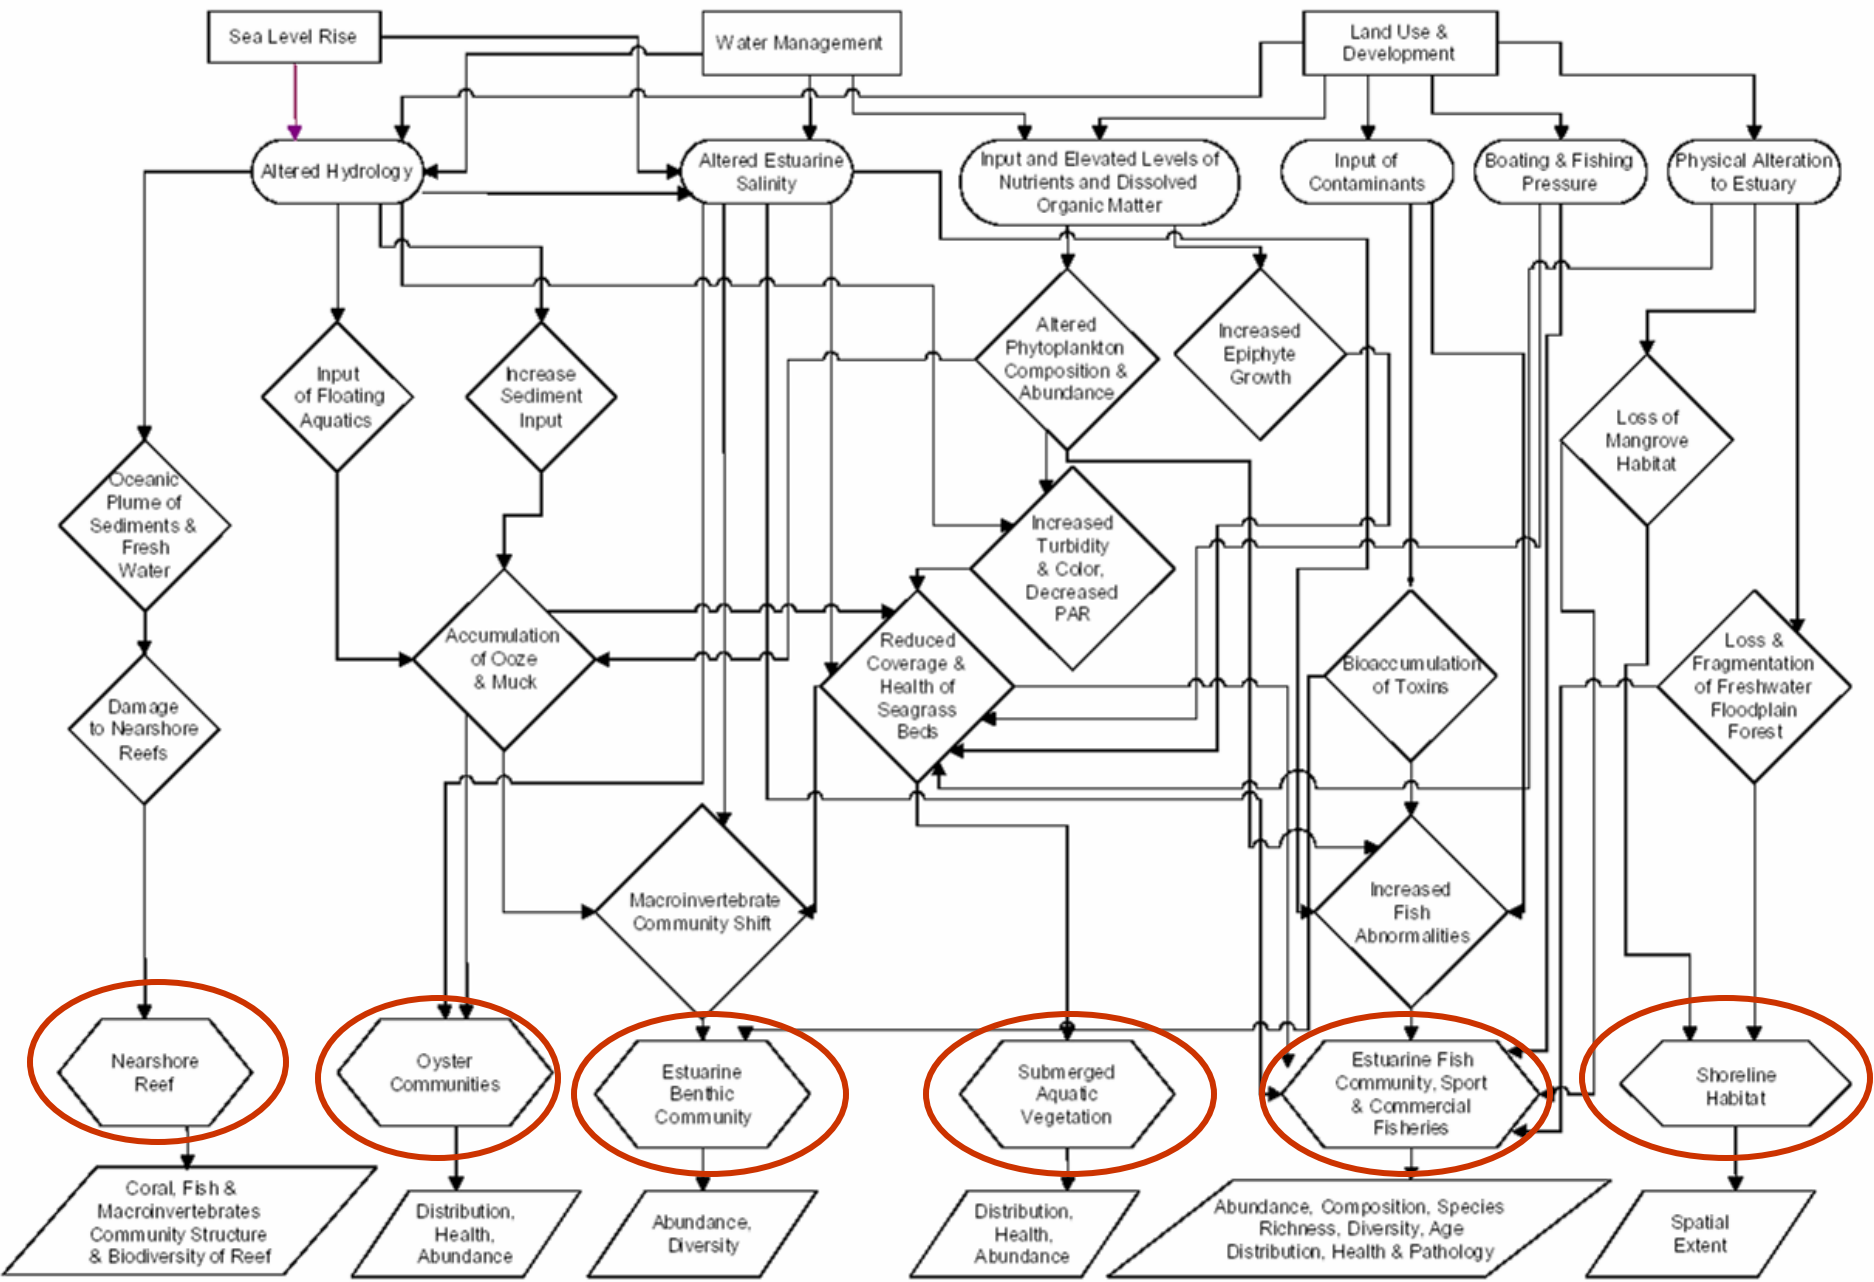 Sea Level Rise
Water Management
Land Use &
Development
Altered Hydrology
Altered Estuarine
Salinity
Input and Elevated Levels of
Nutrients and Dissolved
Organic Matter
Input of
Contaminants
Boating & Fishing
Pressure
Physical Alteration
to Estuary
Input
of Floating
Aquatics
Increase
Sediment
Input
Altered
Phytoplankton
Composition &
Abundance
Increased
Epiphyte
Growth
Loss of
Mangrove
Habitat
Oceanic
Plume of
Sediments &
Fresh
Water
Increased
Turbidity
& Color,
Decreased
PAR
Accumulation
of Ooze
& Muck
Reduced
Coverage &
Health of
Seagrass
Beds
Bioaccumulation
of Toxins
Loss &
Fragmentation
of Freshwater
Floodplain
Forest
Damage
to Nearshore
Reefs
Macroinvertebrate
Community Shift
Increased
Fish
Abnormalities
Nearshore
Reef
Oyster
Communities
Estuarine
Benthic
Community
Submerged
Aquatic
Vegetation
Estuarine Fish
Community, Sport
& Commercial
Fisheries
Shoreline
Habitat
Coral, Fish &
Macroinvertebrates
Community Structure
& Biodiversity of Reef
Distribution,
Health,
Abundance
Abundance,
Diversity
Distribution,
Health,
Abundance
Abundance, Composition, Species
Richness, Diversity, Age
Distribution, Health & Pathology
Spatial
Extent